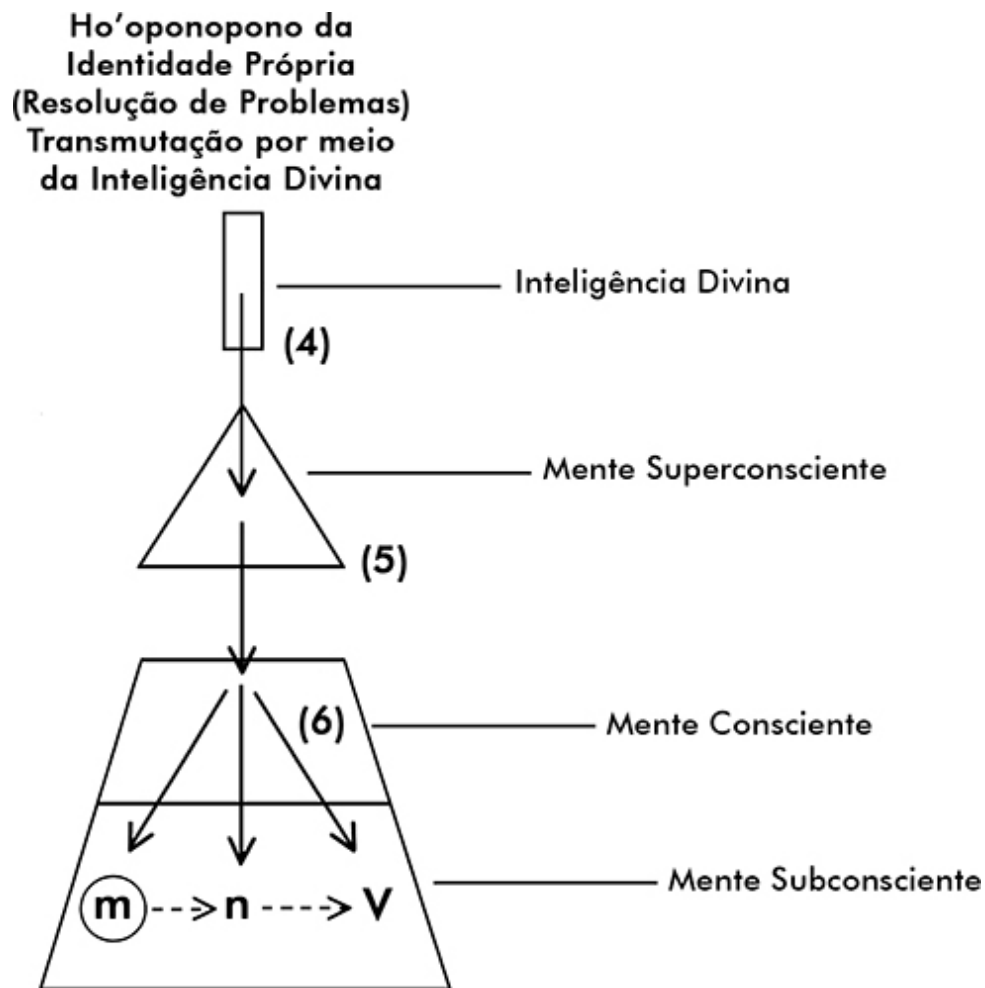 Ho’oponopono da
Identidade Própria
(Resolução de Problemas)
Transmutação por meio
da Inteligência Divina
Inteligência Divina
(4)
Mente Superconsciente
(5)
(6)
Mente Consciente
Mente Subconsciente
m n V